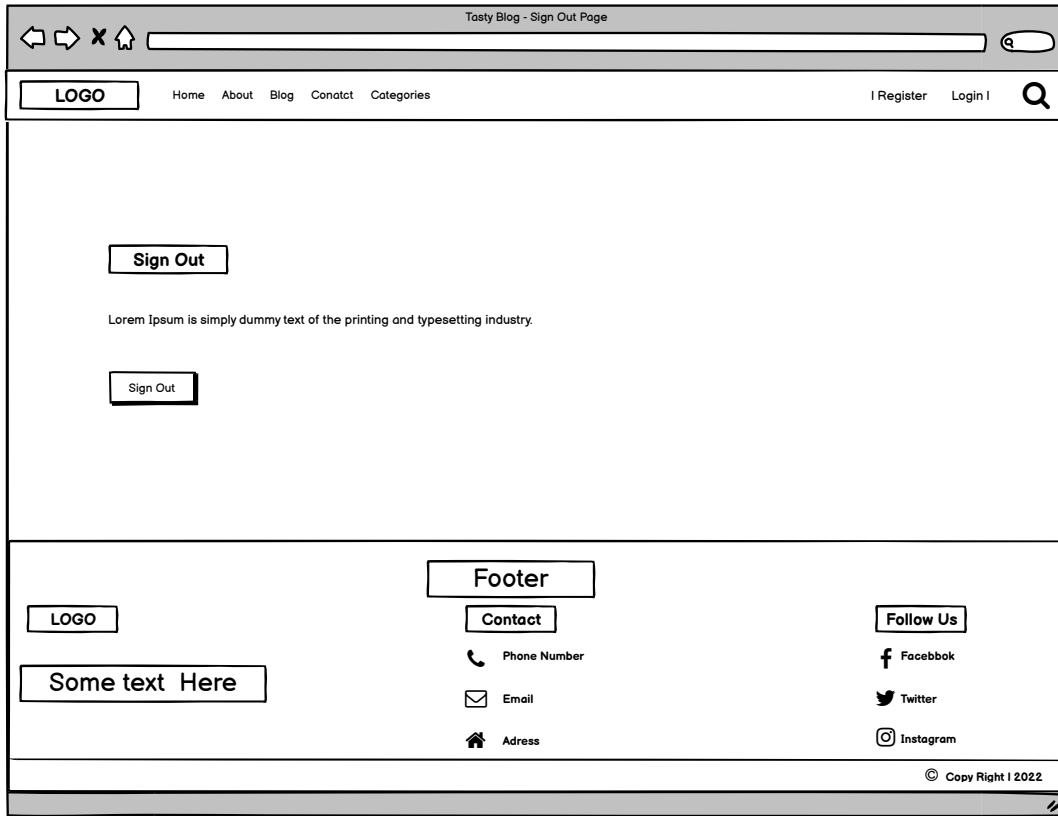 Tasty Blog - Sign Out Page
LOGO Home About Blog Conatct Categories | Register Login |
Sign Out
Lorem Ipsum is simply dummy text of the printing and typesetting industry.
Sign Out
Footer
LOGO Contact Follow Us
Phone Number Facebbok
Some text Here
Email Twitter
Adress Instagram
© Copy Right | 2022